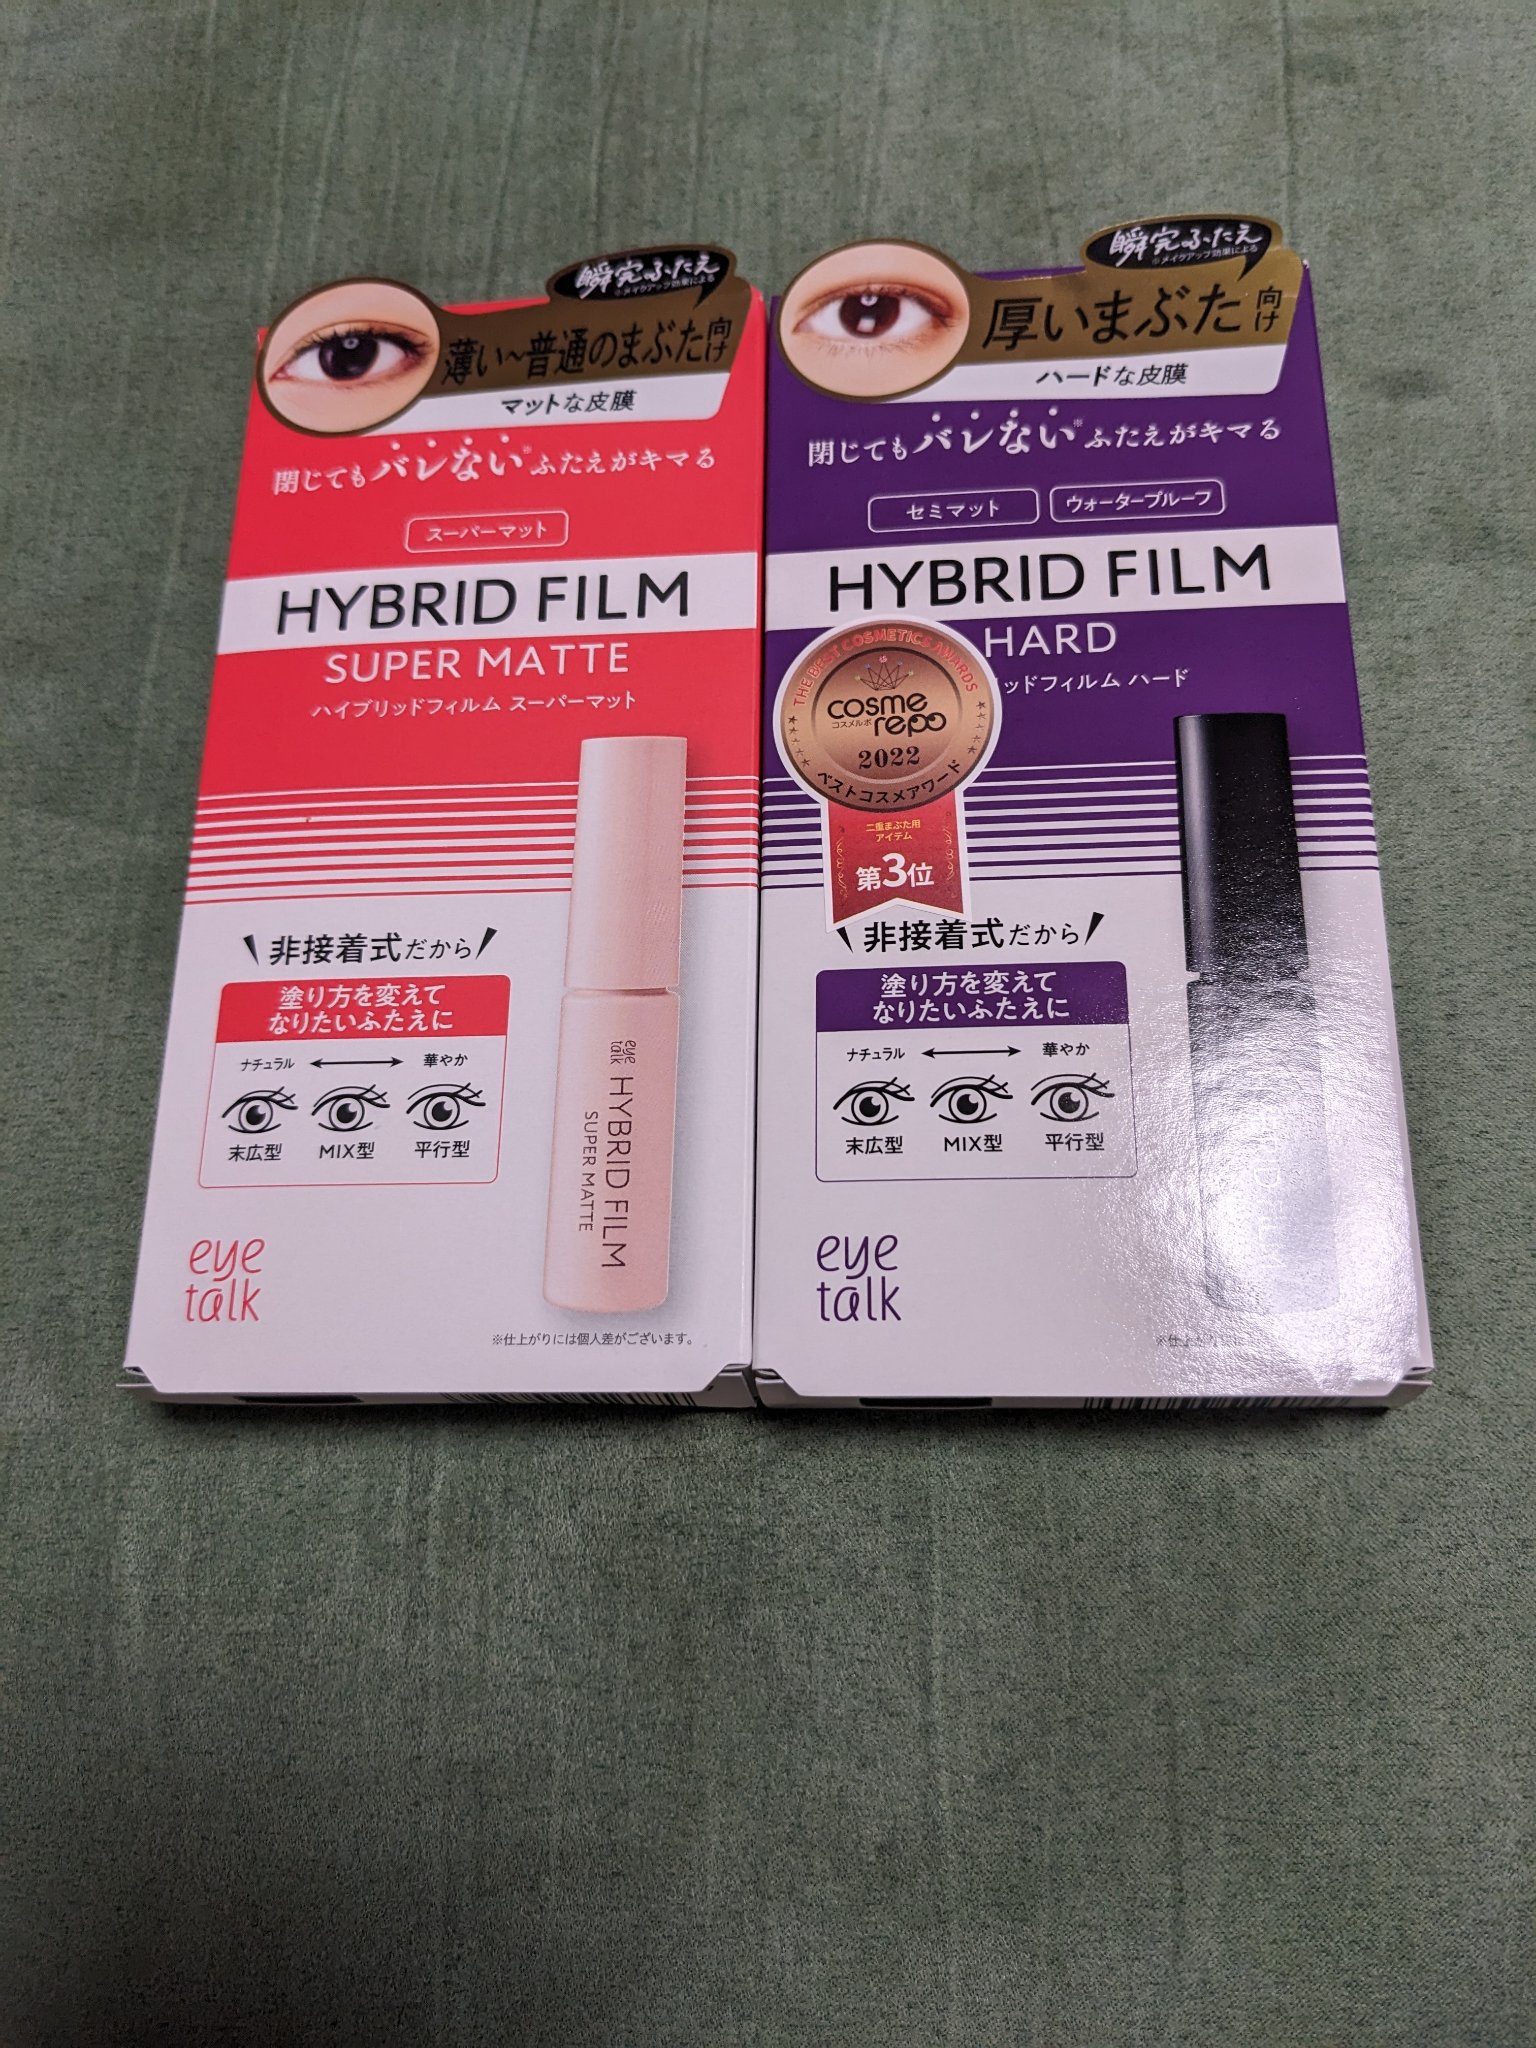 瞬完ふたえ
※メイクアップ効果による
薄い～普通のまぶた向け
マットな皮膜
閉じてもバレない※ふたえがキマる
スーパーマット
HYBRID FILM
SUPER MATTE
ハイブリッドフィルム スーパーマット
非接着式だから
塗り方を変えて
なりたいふたえに
ナチュラル
華やか
末広型
MIX型
平行型
eye
talk
eye
talk
HYBRID FILM
SUPER MATTE
※仕上がりには個人差がございます。
瞬完ふたえ
※メイクアップ効果による
厚いまぶた向け
ハードな皮膜
閉じてもバレない※ふたえがキマる
セミマット
ウォータープルーフ
HYBRID FILM
HARD
リッドフィルム ハード
THE BEST COSMETICS AWARDS
cosme
コスメルポ
repo
2022
ベストコスメアワード
二重まぶた用
アイテム
第3位
非接着式だから
塗り方を変えて
なりたいふたえに
ナチュラル
華やか
末広型
MIX型
平行型
eye
talk
※仕上